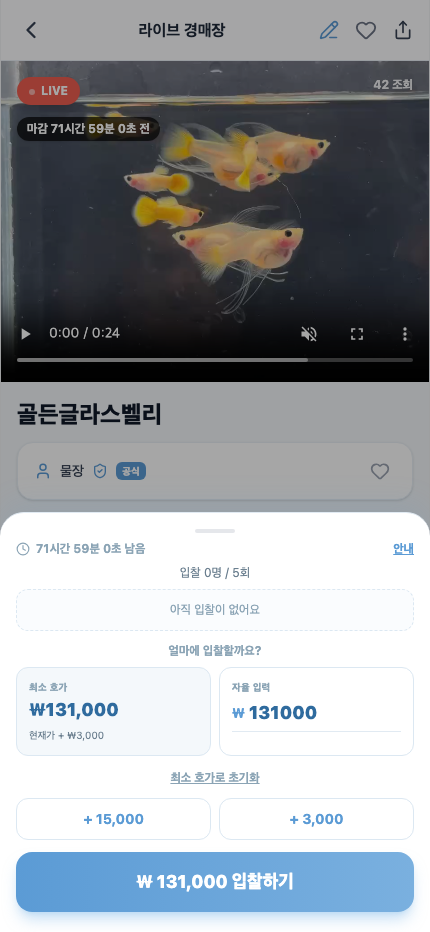 라이브 경매장
LIVE
42 조회
마감 71시간 59분 0초 전
0:00 / 0:24
골든글라스벨리
물장 공식
71시간 59분 0초 남음
안내
입찰 0명 / 5회
아직 입찰이 없어요
얼마에 입찰할까요?
최소 호가
₩131,000
현재가 + ₩3,000
자율 입력
₩ 131000
최소 호가로 초기화
+ 15,000
+ 3,000
₩ 131,000 입찰하기